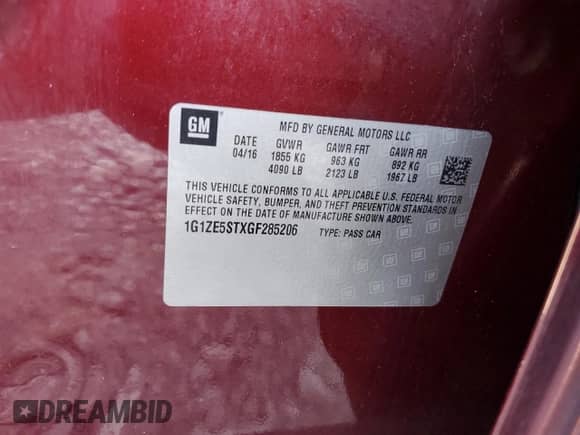 GM
MFD BY GENERAL MOTORS LLC
DATE GVWR GAWR FRT GAWR RR
04/16 1855 KG 963 KG 892 KG
4090 LB 2123 LB 1967 LB
THIS VEHICLE CONFORMS TO ALL APPLICABLE U.S. FEDERAL MOTOR
VEHICLE SAFETY, BUMPER, AND THEFT PREVENTION STANDARDS IN
EFFECT ON THE DATE OF MANUFACTURE SHOWN ABOVE.
1G1ZE5STXGF285206 TYPE: PASS CAR
DREAMBID